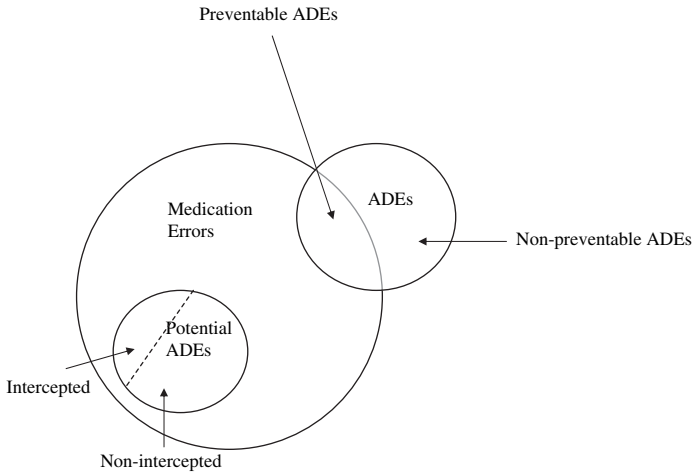 Preventable ADEs
ADEs
Medication
Errors
Non-preventable ADEs
Potential
ADEs
Intercepted
Non-intercepted